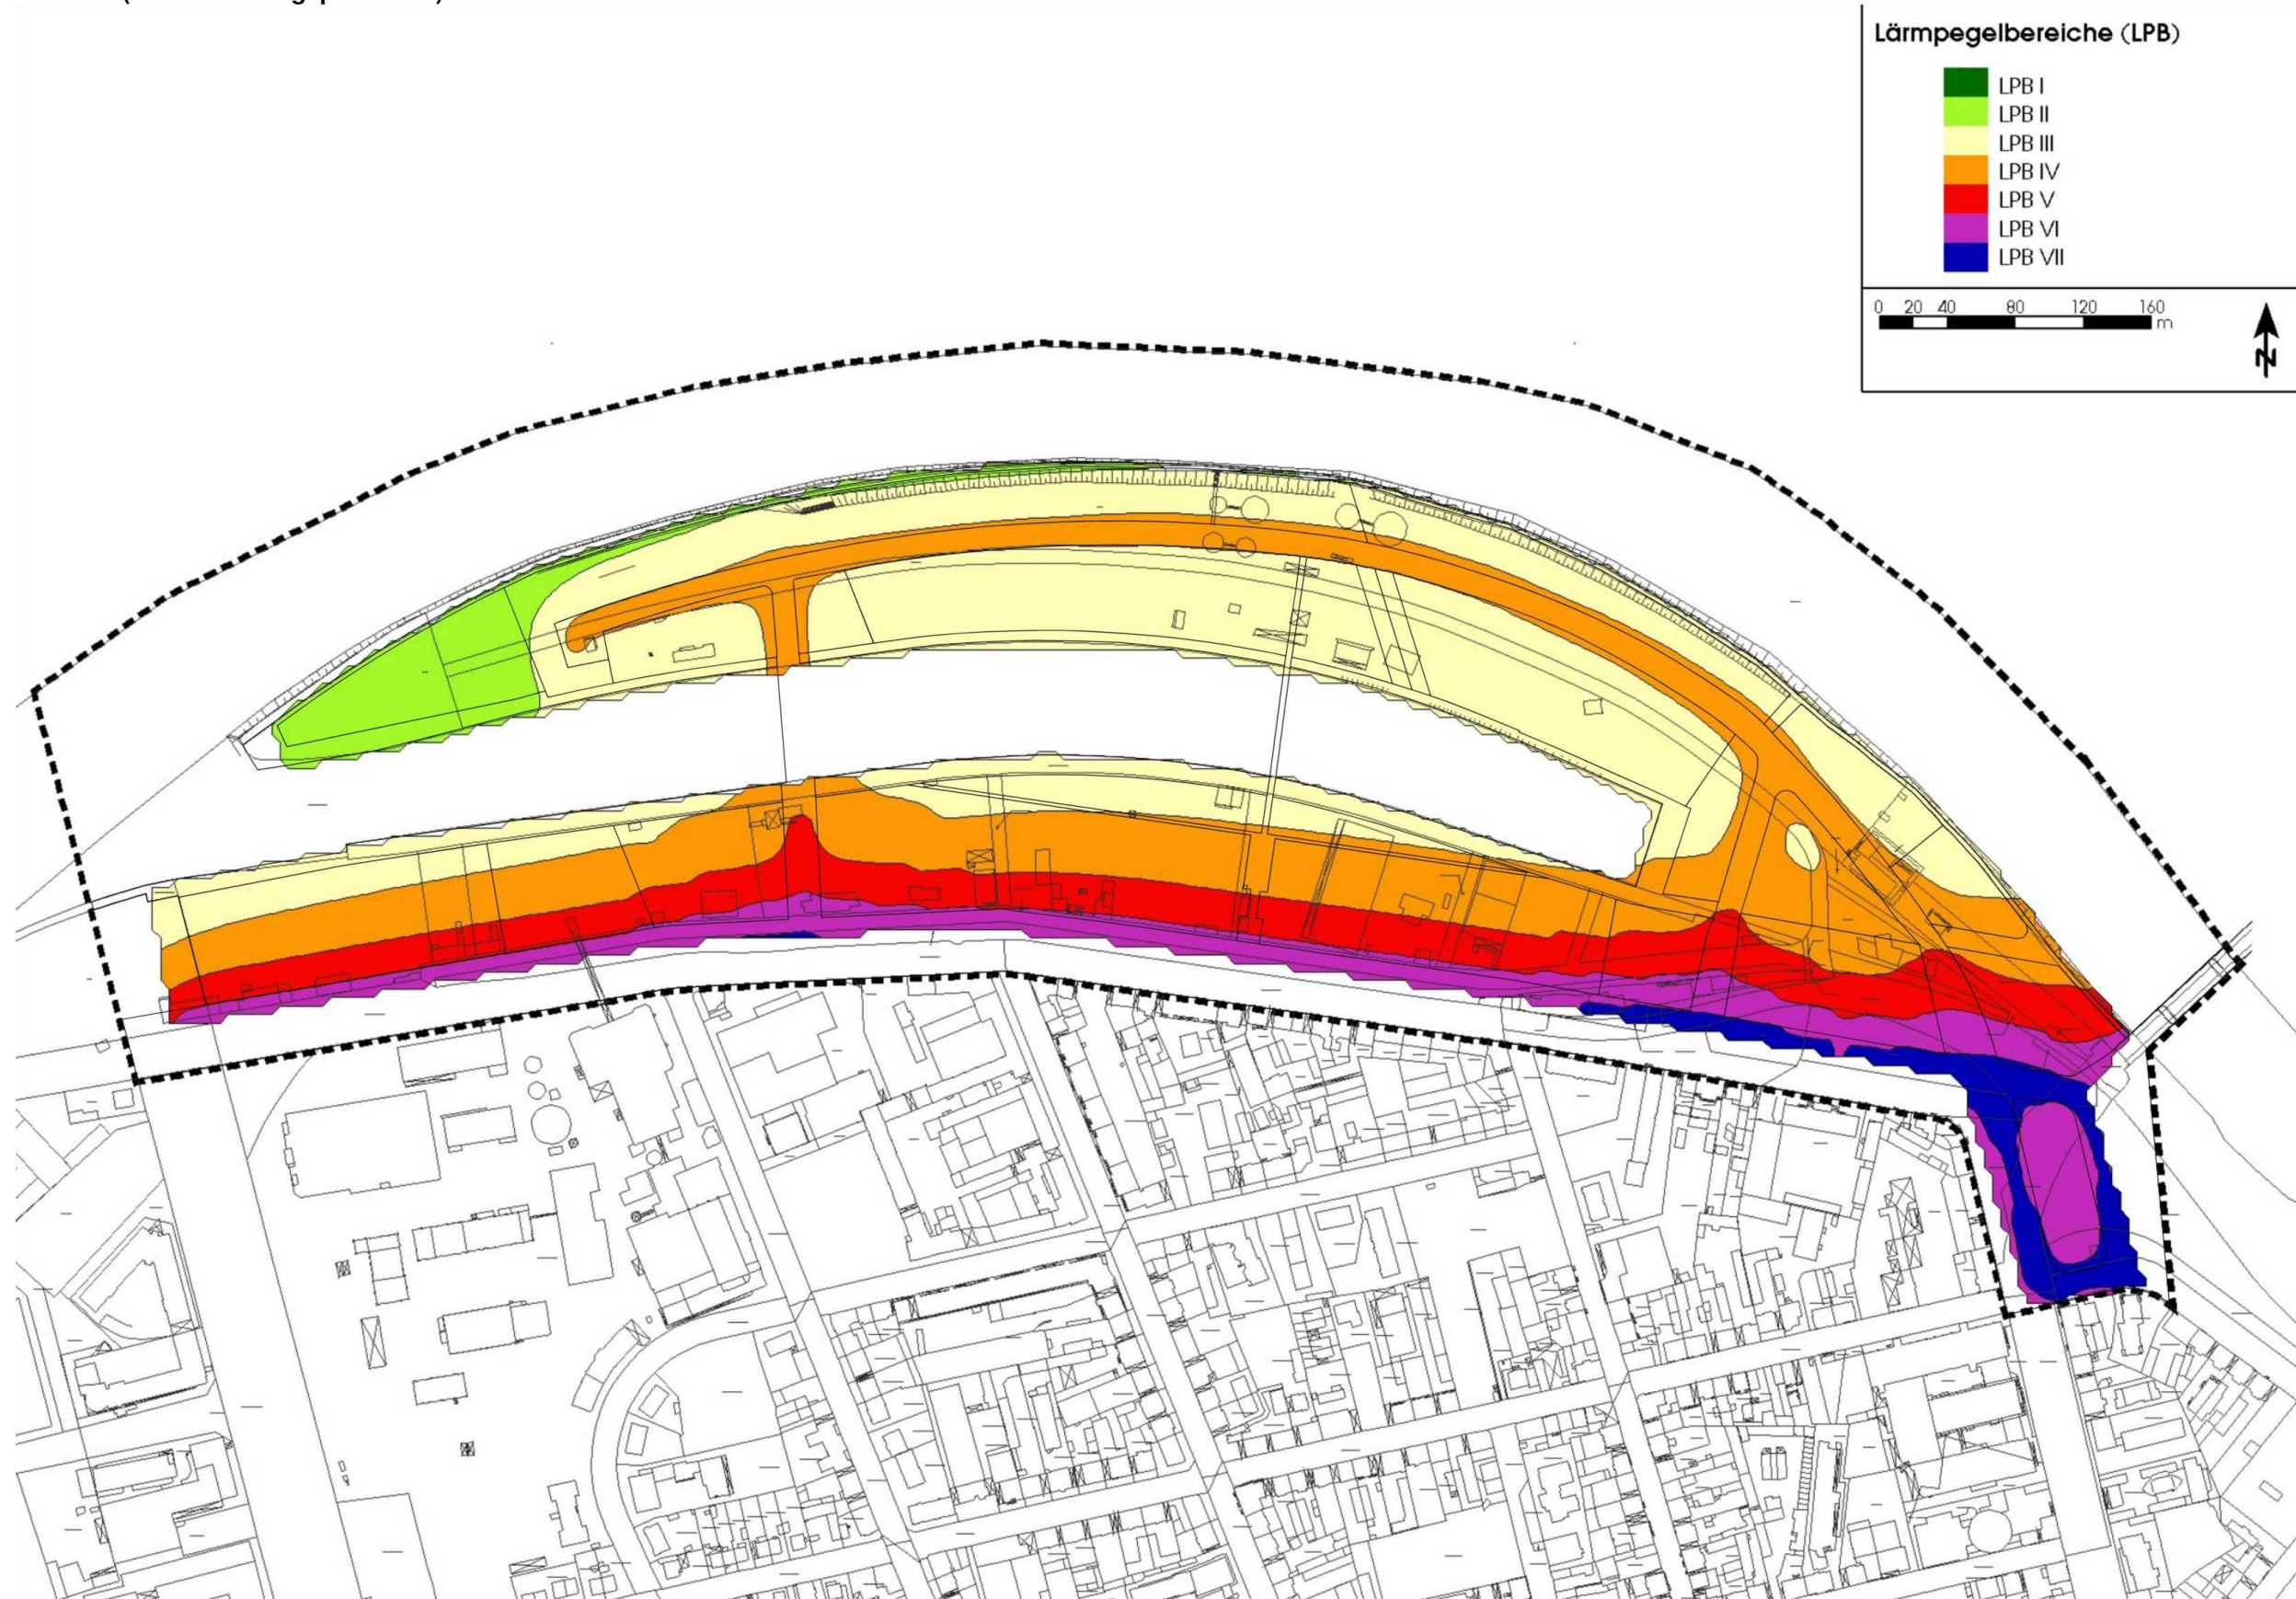 Lärmpegelbereiche (LPB)
LPB I
LPB II
LPB III
LPB IV
LPB V
LPB VI
LPB VII
0 20 40 80 120 160
m
N